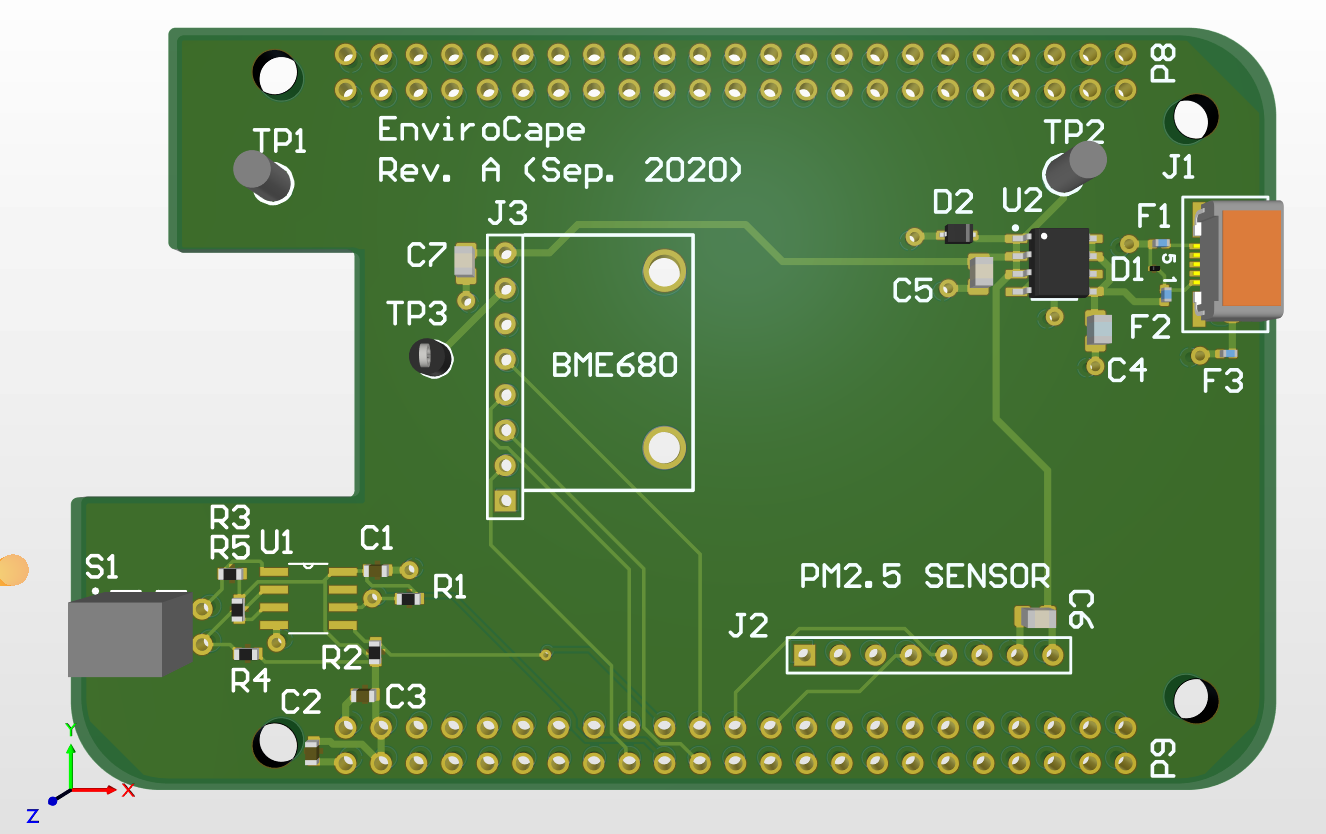 P8
EnviroCape
TP1
TP2
Rev. A (Sep. 2020)
J1
J3
D2
U2
F1
C7
D1
5
1
C5
TP3
F2
BME680
C4
F3
R3
R5
U1
C1
S1
PM2.5 SENSOR
R1
C6
J2
R2
R4
C2
C3
P9
Y
X
Z